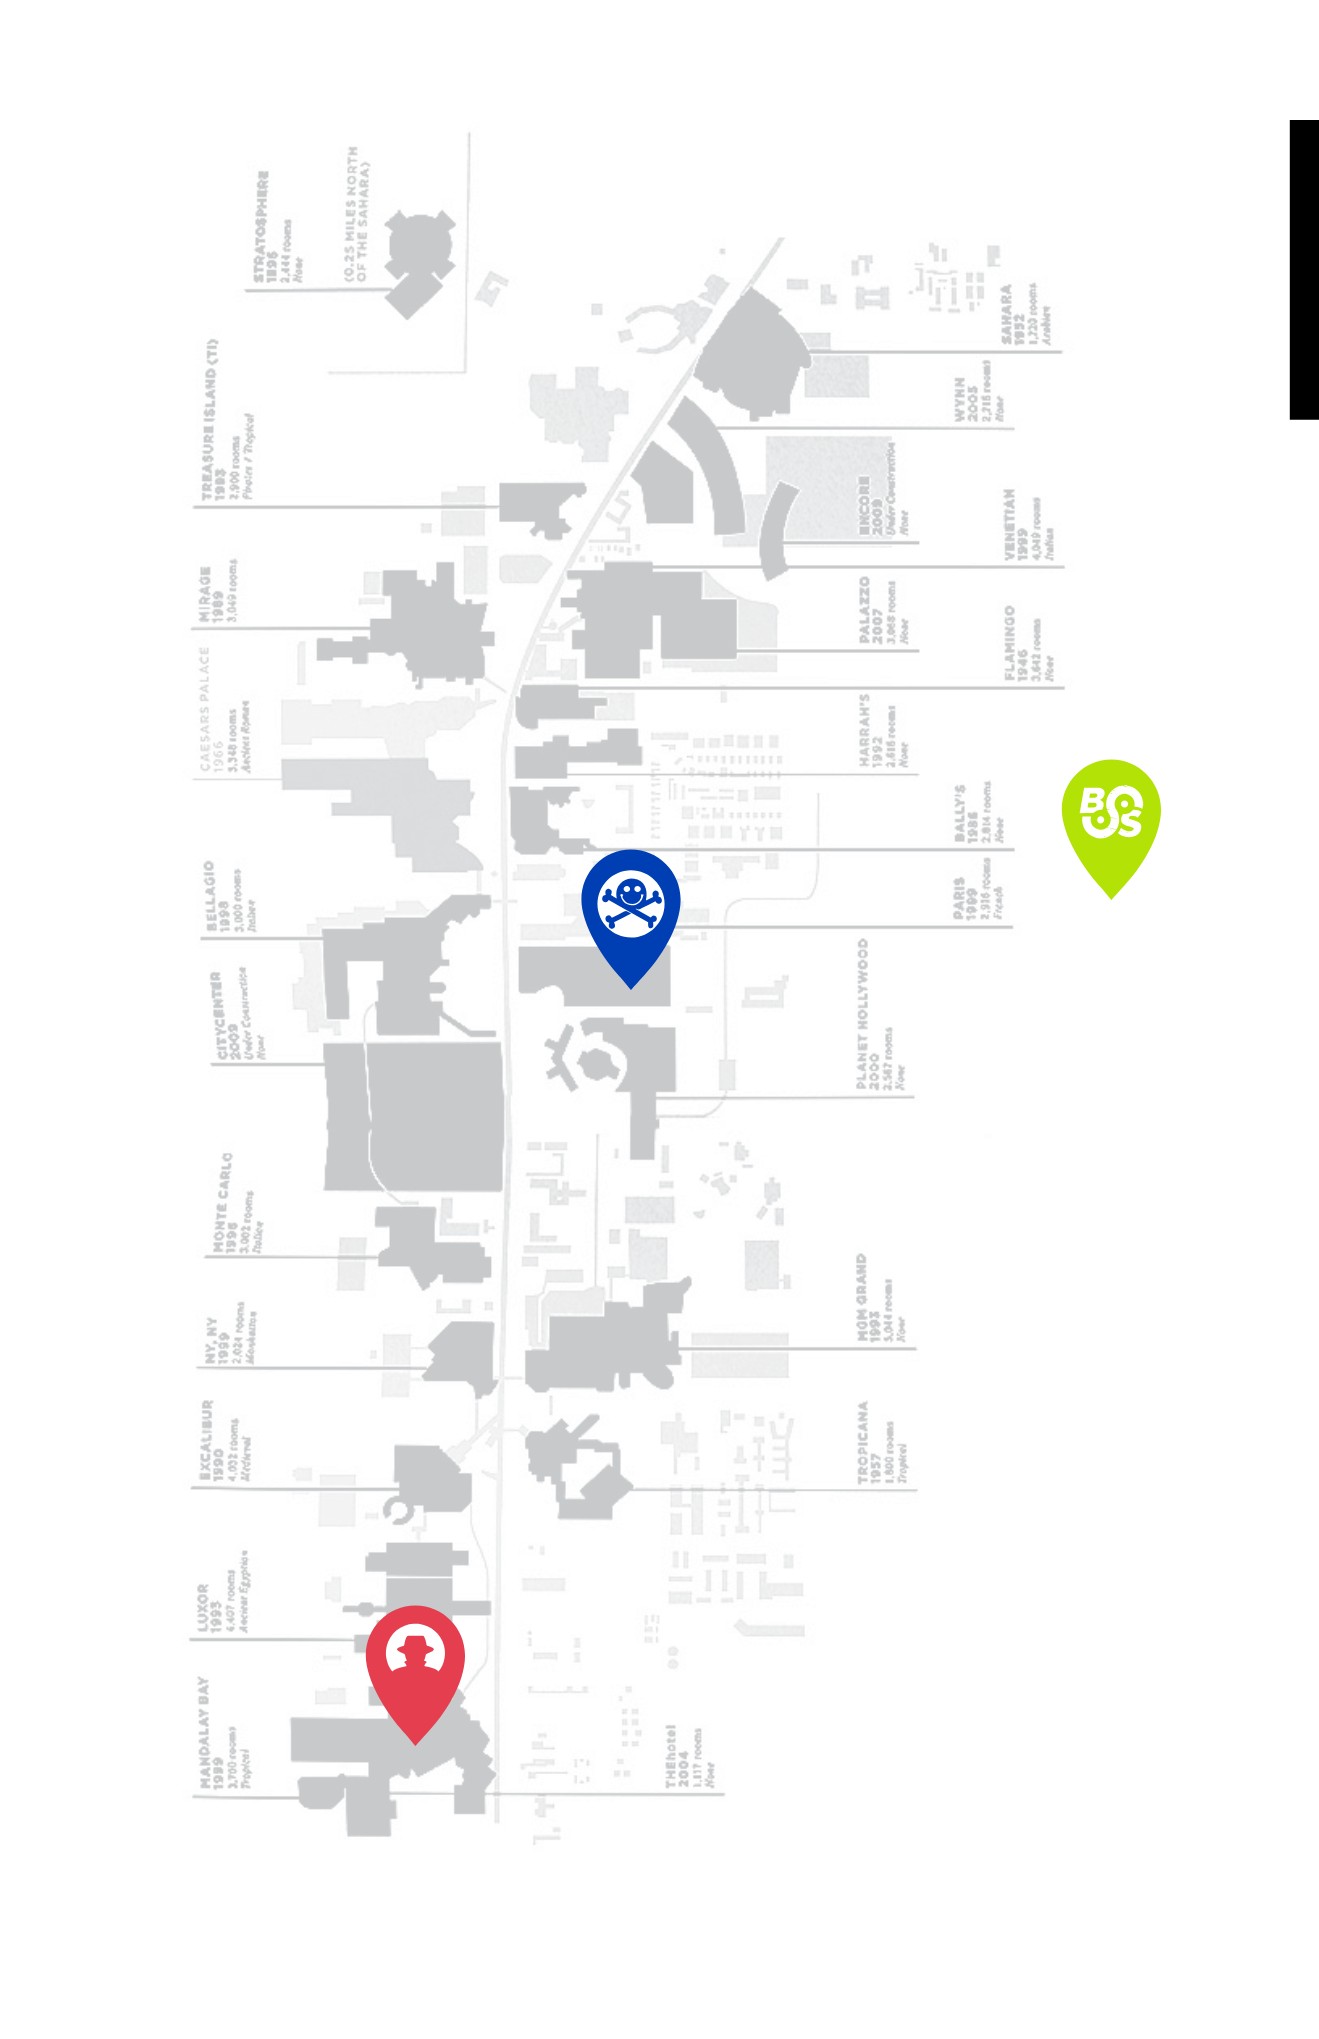 STRATOSPHERE
1996
2,444 rooms
None
(0.25 MILES NORTH
OF THE SAHARA)
TREASURE ISLAND (TI)
1993
2,900 rooms
Pirates / Tropical
MIRAGE
1989
3,049 rooms
CAESARS PALACE
1966
3,348 rooms
Ancient Roman
BELLAGIO
1998
3,000 rooms
Italian
CITYCENTER
2009
Under Construction
None
MONTE CARLO
1996
3,002 rooms
Italian
NY, NY
1999
2,024 rooms
Manhattan
EXCALIBUR
1990
4,032 rooms
Medieval
LUXOR
1993
4,407 rooms
Ancient Egyptian
MANDALAY BAY
1999
3,700 rooms
Tropical
SAHARA
1952
1,720 rooms
Arabian
WYNN
2005
2,716 rooms
None
ENCORE
2009
Under Construction
None
VENETIAN
1999
4,049 rooms
Italian
PALAZZO
2007
3,068 rooms
None
FLAMINGO
1946
3,642 rooms
None
HARRAH'S
1992
None
BALLY'S
1986
2,814 rooms
None
PARIS
1999
2,916 rooms
French
PLANET HOLLYWOOD
2000
2,567 rooms
None
MGM GRAND
1993
5,044 rooms
None
TROPICANA
1957
1,800 rooms
Tropical
THEhotel
2004
1,117 rooms
None
BOUS